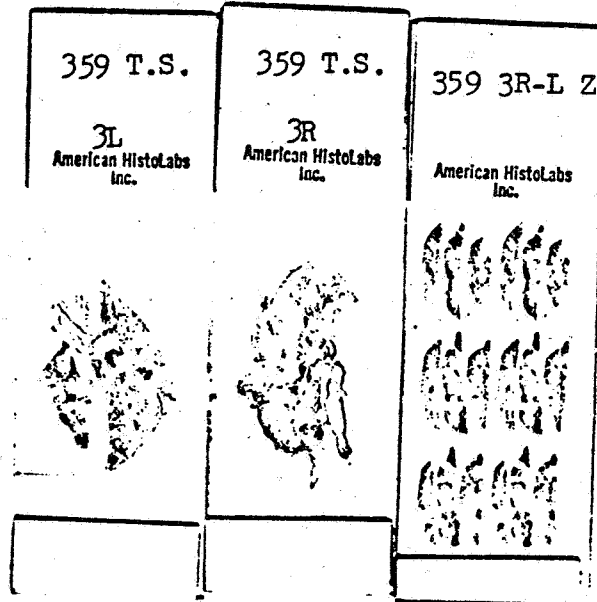 359 T.S.
3L
American HistoLabs
Inc.
359 T.S.
3R
American HistoLabs
Inc.
359 3R-L Z
American HistoLabs
Inc.